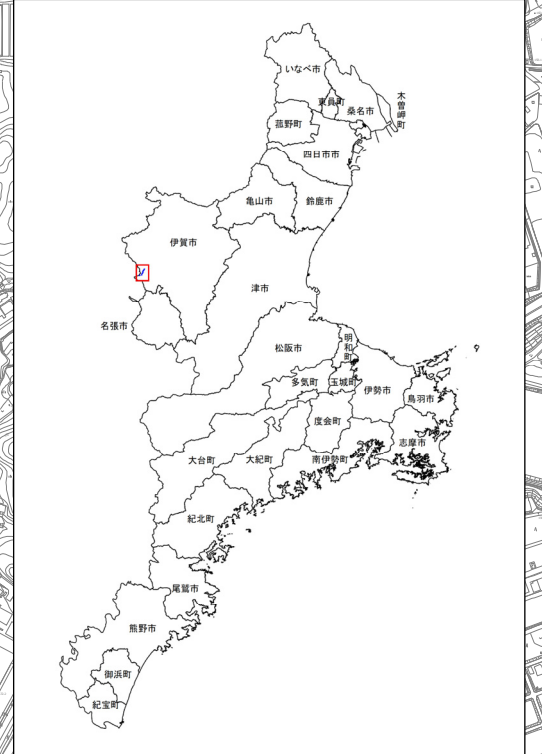 いなべ市
東員町
桑名市
木曽岬町
菰野町
四日市市
亀山市
鈴鹿市
伊賀市
津市
名張市
松阪市
明和町
多気町
玉城町
伊勢市
鳥羽市
度会町
志摩市
大台町
大紀町
南伊勢町
紀北町
尾鷲市
熊野市
御浜町
紀宝町